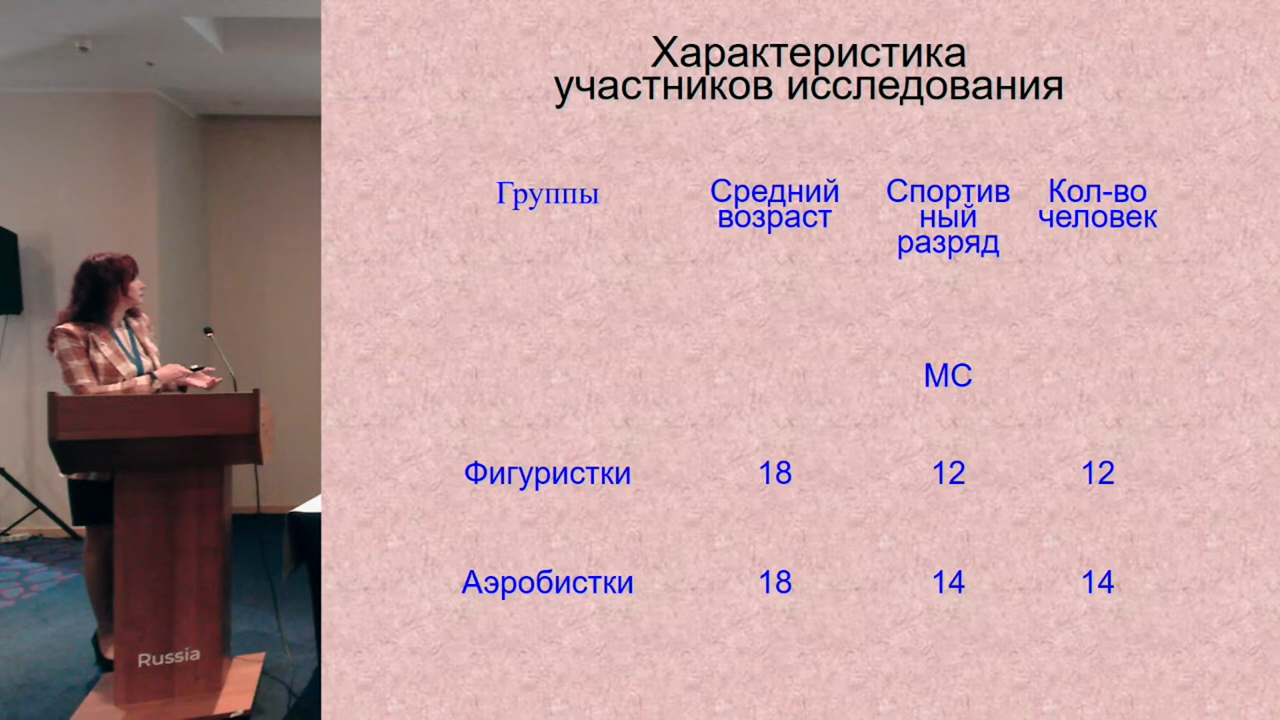 Характеристика
участников исследования
Группы
Средний
возраст
Спортив
ный
разряд
Кол-во
человек
МС
Фигуристки 18 12 12
Аэробистки 18 14 14
Russia